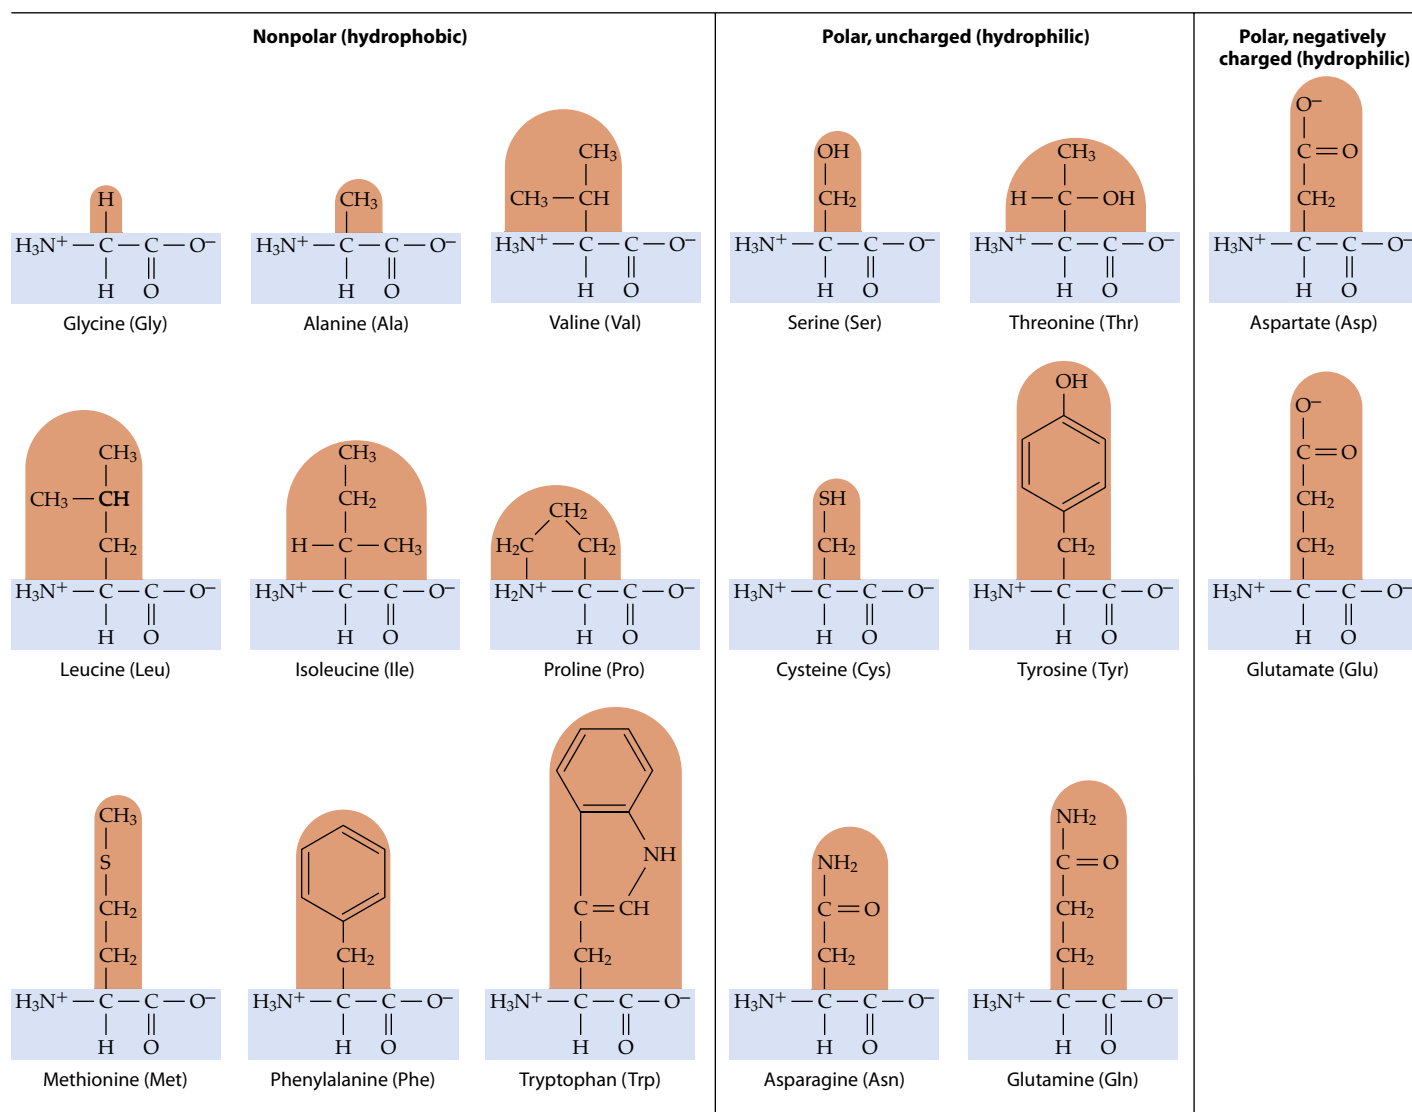 Nonpolar (hydrophobic)
Polar, uncharged (hydrophilic)
Polar, negatively
charged (hydrophilic)
H
H₃N⁺ — C — C — O⁻
H O
Glycine (Gly)
CH₃
H₃N⁺ — C — C — O⁻
H O
Alanine (Ala)
CH₃
CH₃ — CH
H₃N⁺ — C — C — O⁻
H O
Valine (Val)
OH
CH₂
H₃N⁺ — C — C — O⁻
H O
Serine (Ser)
CH₃
H — C — OH
H₃N⁺ — C — C — O⁻
H O
Threonine (Thr)
O⁻
C = O
CH₂
H₃N⁺ — C — C — O⁻
H O
Aspartate (Asp)
CH₃
CH₃ — CH
CH₂
H₃N⁺ — C — C — O⁻
H O
Leucine (Leu)
CH₃
CH₂
H — C — CH₃
H₃N⁺ — C — C — O⁻
H O
Isoleucine (Ile)
CH₂
H₂C CH₂
H₂N⁺ — C — C — O⁻
H O
Proline (Pro)
SH
CH₂
H₃N⁺ — C — C — O⁻
H O
Cysteine (Cys)
OH
CH₂
H₃N⁺ — C — C — O⁻
H O
Tyrosine (Tyr)
O⁻
C = O
CH₂
CH₂
H₃N⁺ — C — C — O⁻
H O
Glutamate (Glu)
CH₃
S
CH₂
CH₂
H₃N⁺ — C — C — O⁻
H O
Methionine (Met)
CH₂
H₃N⁺ — C — C — O⁻
H O
Phenylalanine (Phe)
NH
C = CH
CH₂
H₃N⁺ — C — C — O⁻
H O
Tryptophan (Trp)
NH₂
C = O
CH₂
H₃N⁺ — C — C — O⁻
H O
Asparagine (Asn)
NH₂
C = O
CH₂
CH₂
H₃N⁺ — C — C — O⁻
H O
Glutamine (Gln)